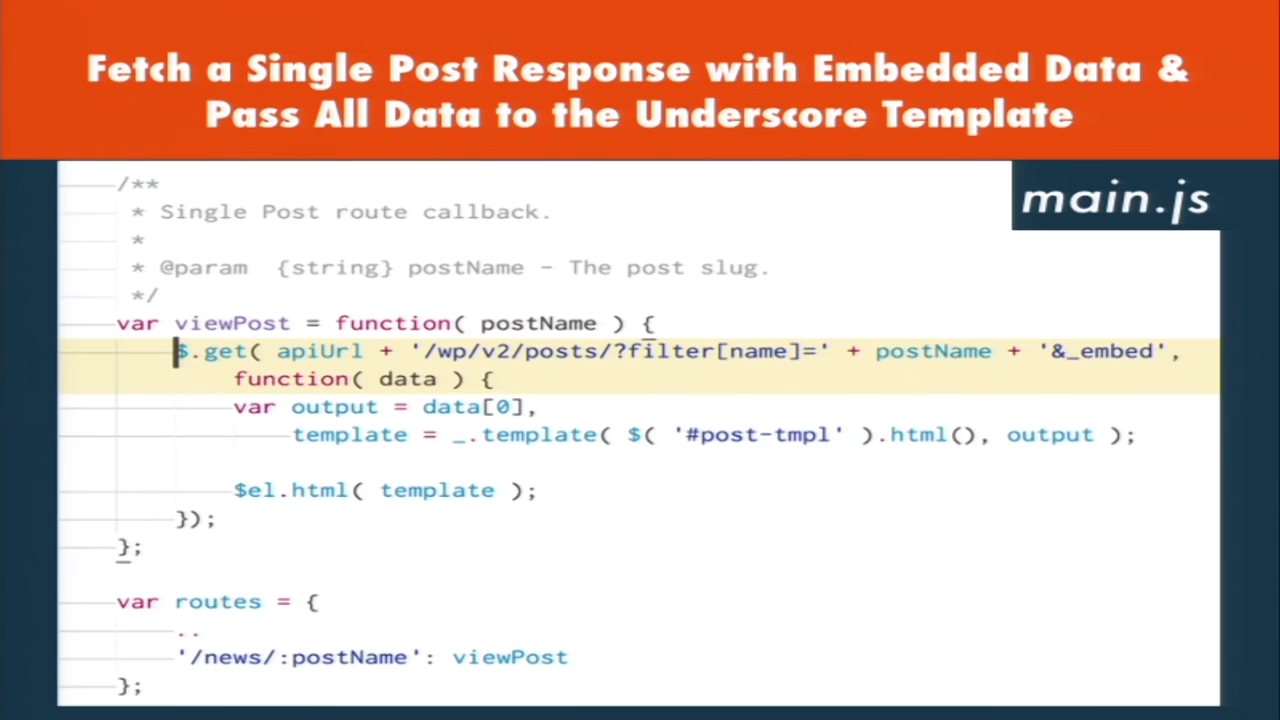 Fetch a Single Post Response with Embedded Data &
Pass All Data to the Underscore Template
main.js
/**
* Single Post route callback.
*
* @param {string} postName – The post slug.
*/
var viewPost = function( postName ) {
$.get( apiUrl + '/wp/v2/posts/?filter[name]=' + postName + '&_embed',
function( data ) {
var output = data[0],
template = _.template( $( '#post-tmpl' ).html(), output );
$el.html( template );
});
};
var routes = {
..
'/news/:postName': viewPost
};